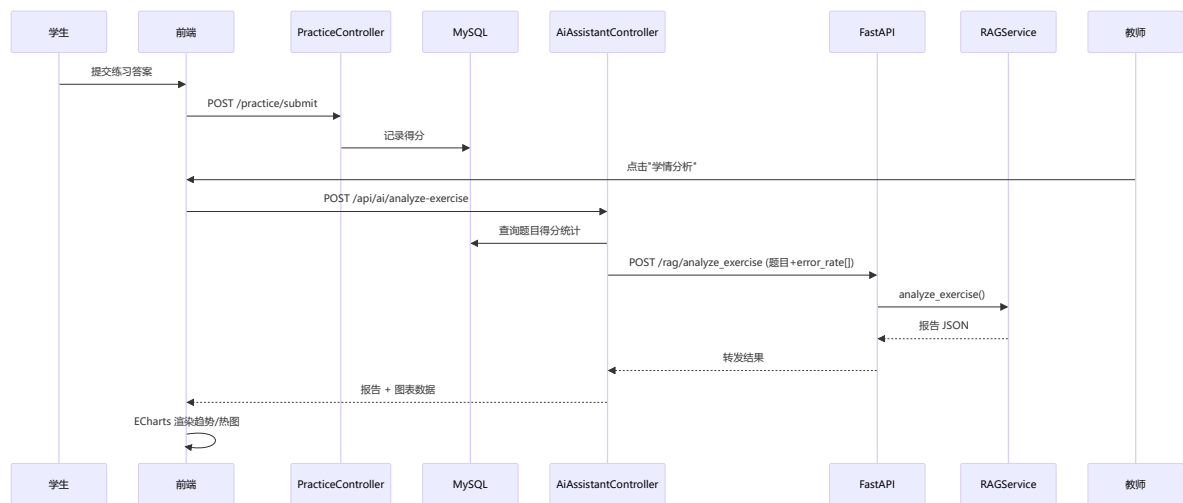 学生
前端
PracticeController
MySQL
AiAssistantController
FastAPI
RAGService
教师
提交练习答案
POST /practice/submit
记录得分
点击"学情分析"
POST /api/ai/analyze-exercise
查询题目得分统计
POST /rag/analyze_exercise (题目+error_rate[])
analyze_exercise()
报告 JSON
转发结果
报告 + 图表数据
ECharts 渲染趋势/热图
学生
前端
PracticeController
MySQL
AiAssistantController
FastAPI
RAGService
教师